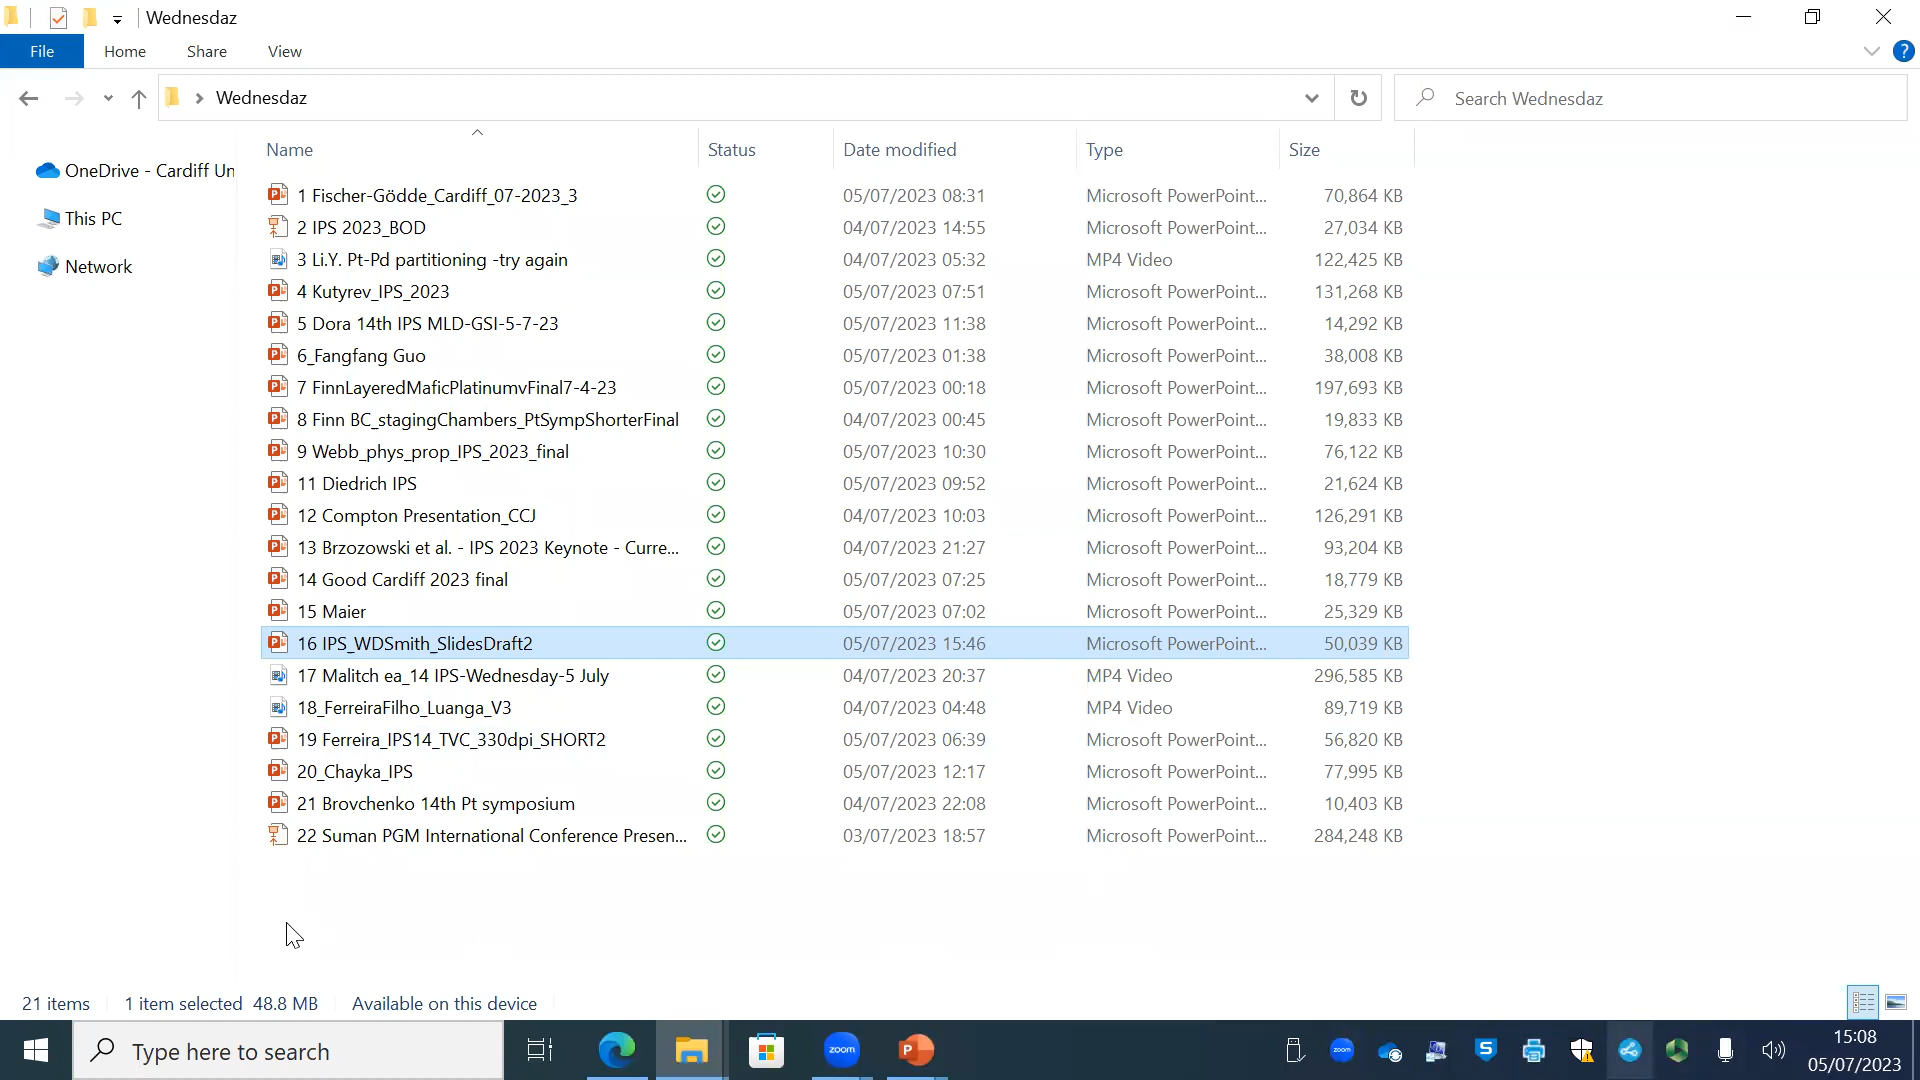 Wednesdaz
File Home Share View ?
Wednesdaz
Search Wednesdaz
Name Status Date modified Type Size
OneDrive - Cardiff Un
This PC
Network
1 Fischer-Gödde_Cardiff_07-2023_3 05/07/2023 08:31 Microsoft PowerPoint... 70,864 KB
2 IPS 2023_BOD 04/07/2023 14:55 Microsoft PowerPoint... 27,034 KB
3 Li.Y. Pt-Pd partitioning -try again 04/07/2023 05:32 MP4 Video 122,425 KB
4 Kutyrev_IPS_2023 05/07/2023 07:51 Microsoft PowerPoint... 131,268 KB
5 Dora 14th IPS MLD-GSI-5-7-23 05/07/2023 11:38 Microsoft PowerPoint... 14,292 KB
6_Fangfang Guo 05/07/2023 01:38 Microsoft PowerPoint... 38,008 KB
7 FinnLayeredMaficPlatinumvFinal7-4-23 05/07/2023 00:18 Microsoft PowerPoint... 197,693 KB
8 Finn BC_stagingChambers_PtSympShorterFinal 04/07/2023 00:45 Microsoft PowerPoint... 19,833 KB
9 Webb_phys_prop_IPS_2023_final 05/07/2023 10:30 Microsoft PowerPoint... 76,122 KB
11 Diedrich IPS 05/07/2023 09:52 Microsoft PowerPoint... 21,624 KB
12 Compton Presentation_CCJ 04/07/2023 10:03 Microsoft PowerPoint... 126,291 KB
13 Brzozowski et al. - IPS 2023 Keynote - Curre... 04/07/2023 21:27 Microsoft PowerPoint... 93,204 KB
14 Good Cardiff 2023 final 05/07/2023 07:25 Microsoft PowerPoint... 18,779 KB
15 Maier 05/07/2023 07:02 Microsoft PowerPoint... 25,329 KB
16 IPS_WDSmith_SlidesDraft2 05/07/2023 15:46 Microsoft PowerPoint... 50,039 KB
17 Malitch ea_14 IPS-Wednesday-5 July 04/07/2023 20:37 MP4 Video 296,585 KB
18_FerreiraFilho_Luanga_V3 04/07/2023 04:48 MP4 Video 89,719 KB
19 Ferreira_IPS14_TVC_330dpi_SHORT2 05/07/2023 06:39 Microsoft PowerPoint... 56,820 KB
20_Chayka_IPS 05/07/2023 12:17 Microsoft PowerPoint... 77,995 KB
21 Brovchenko 14th Pt symposium 04/07/2023 22:08 Microsoft PowerPoint... 10,403 KB
22 Suman PGM International Conference Presen... 03/07/2023 18:57 Microsoft PowerPoint... 284,248 KB
21 items 1 item selected 48.8 MB Available on this device
Type here to search zoom P zoom S 15:08
05/07/2023